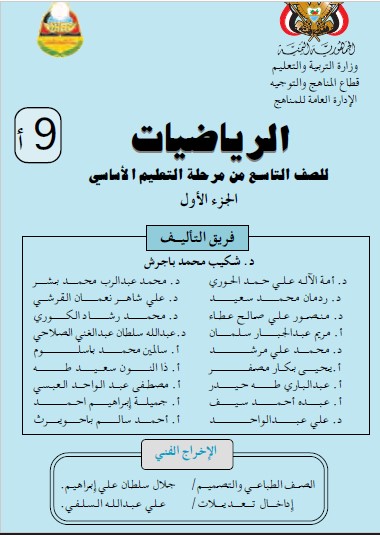 الجمهورية اليمنية
وزارة التربية والتعليم
قطاع المناهج والتوجيه
الإدارة العامة للمناهج
9 أ
الرياضيات
للصف التاسع من مرحلة التعليم الأساسي
الجزء الأول
فريق التأليف
د. شكيب محمد باجرش
د. أمة الآله علي حمد الحوري د. محمد عبدالرب محمد بشر
د. ردمان محمد سعيد د. علي شاهر نعمان القرشي
د. منصور علي صالح عطاء د. محمد رشاد الكوري
أ. مريم عبدالجبار سلمان د. عبدالله سلطان عبدالغني الصلاحي
د. محمد علي مرشد أ. سالمين محمد باسلوم
أ. يحيى بكار مصفر أ. ذا النون سعيد طه
أ. عبدالباري طه حيدر أ. مصطفى عبد الواحد العبسي
أ. عبده أحمد سيف أ. جميلة إبراهيم أحمد
د. علي عبدالواحد أ. أحمد سالم باحويرث
الإخراج الفني
الصف الطباعي والتصميم / جلال سلطان علي إبراهيم.
إدخال تعديلات / علي عبدالله السلفي.